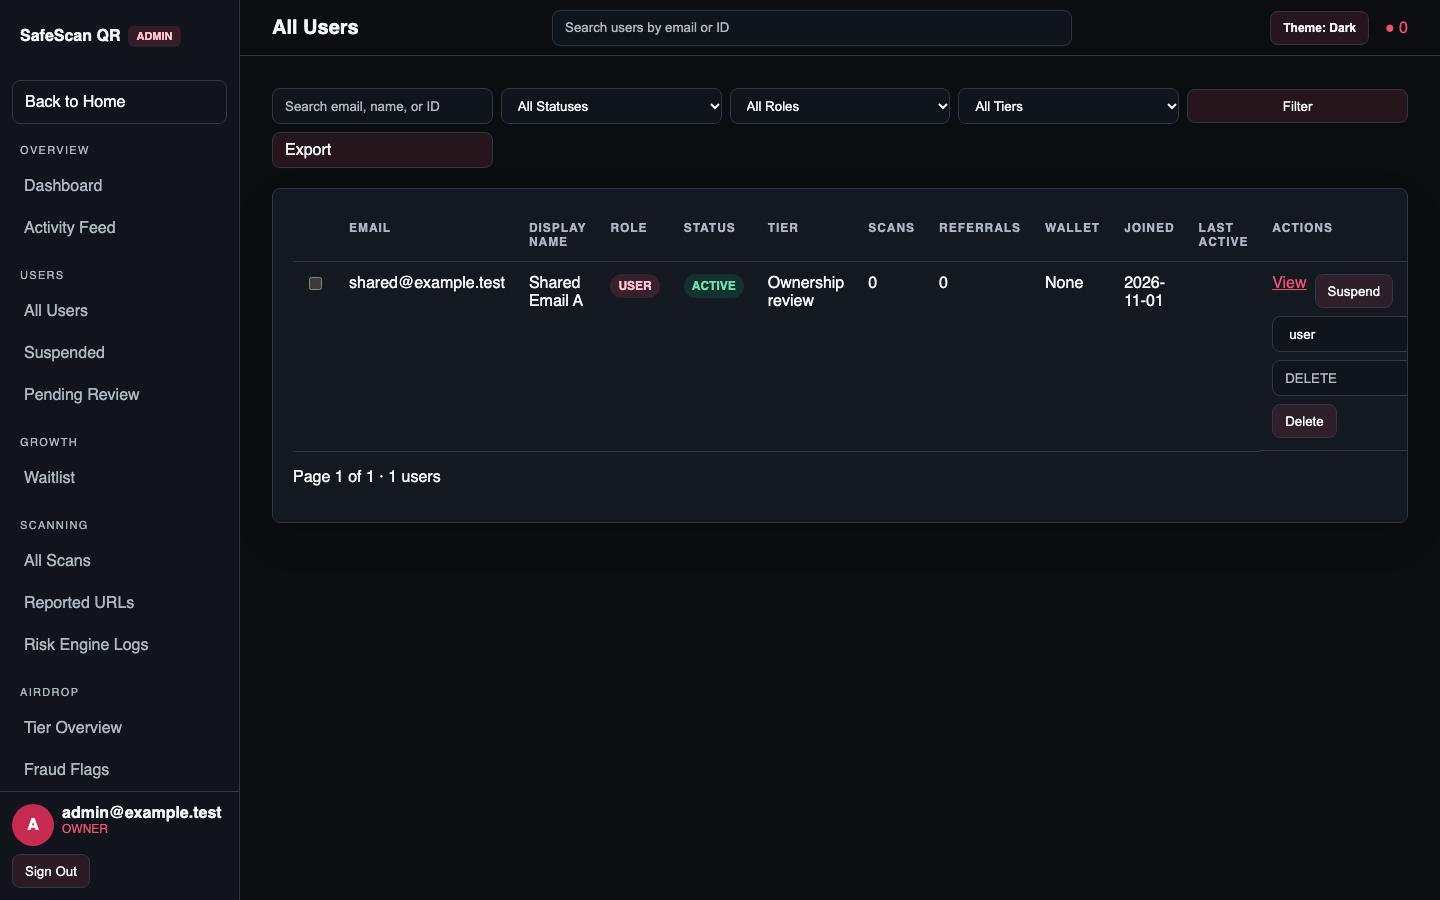 SafeScan QR ADMIN
Back to Home
OVERVIEW
Dashboard
Activity Feed
USERS
All Users
Suspended
Pending Review
GROWTH
Waitlist
SCANNING
All Scans
Reported URLs
Risk Engine Logs
AIRDROP
Tier Overview
Fraud Flags
A
admin@example.test
OWNER
Sign Out
All Users
Search users by email or ID
Theme: Dark
0
Search email, name, or ID
All Statuses
All Roles
All Tiers
Filter
Export
EMAIL
DISPLAY
NAME
ROLE
STATUS
TIER
SCANS
REFERRALS
WALLET
JOINED
LAST
ACTIVE
ACTIONS
shared@example.test
Shared
Email A
USER
ACTIVE
Ownership
review
0
0
None
2026-
11-01
View
Suspend
user
DELETE
Delete
Page 1 of 1 · 1 users